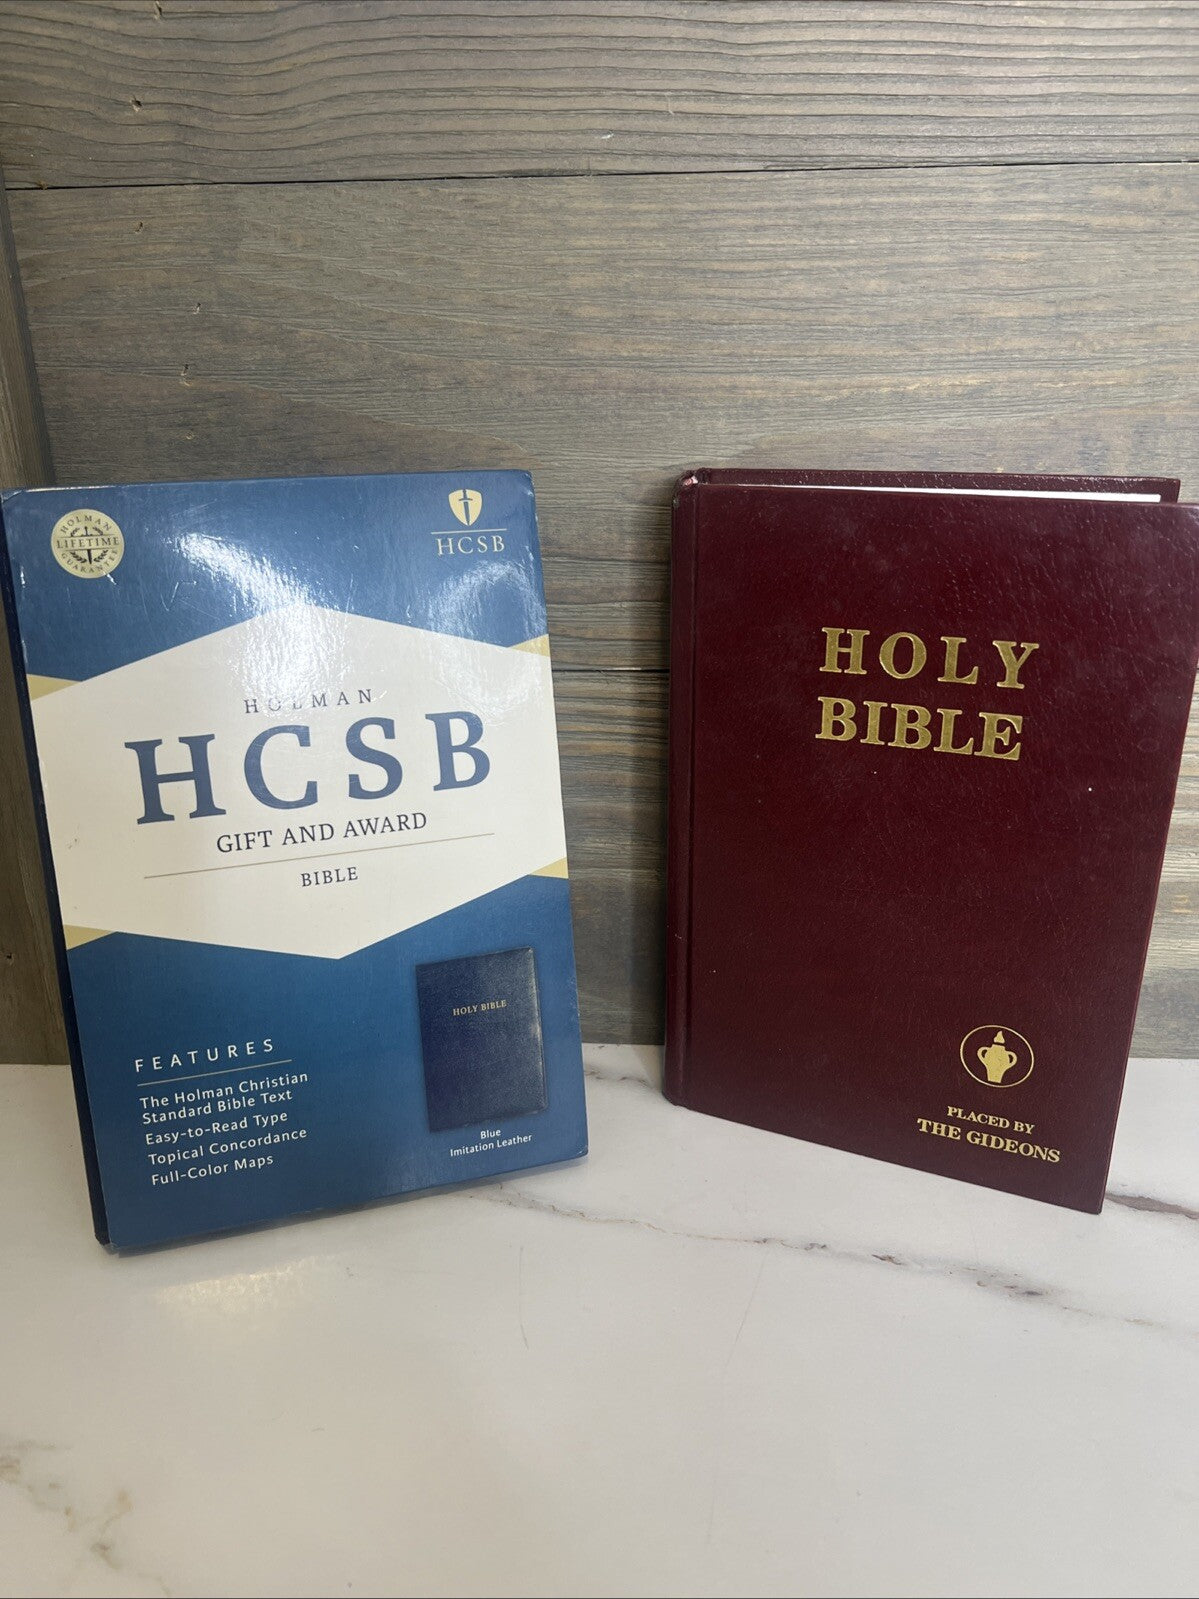 HOLMAN
LIFETIME
GUARANTEE
HCSB
HOLMAN
HCSB
GIFT AND AWARD
BIBLE
FEATURES
The Holman Christian
Standard Bible Text
Easy-to-Read Type
Topical Concordance
Full-Color Maps
HOLY BIBLE
Blue
Imitation Leather
HOLY
BIBLE
PLACED BY
THE GIDEONS